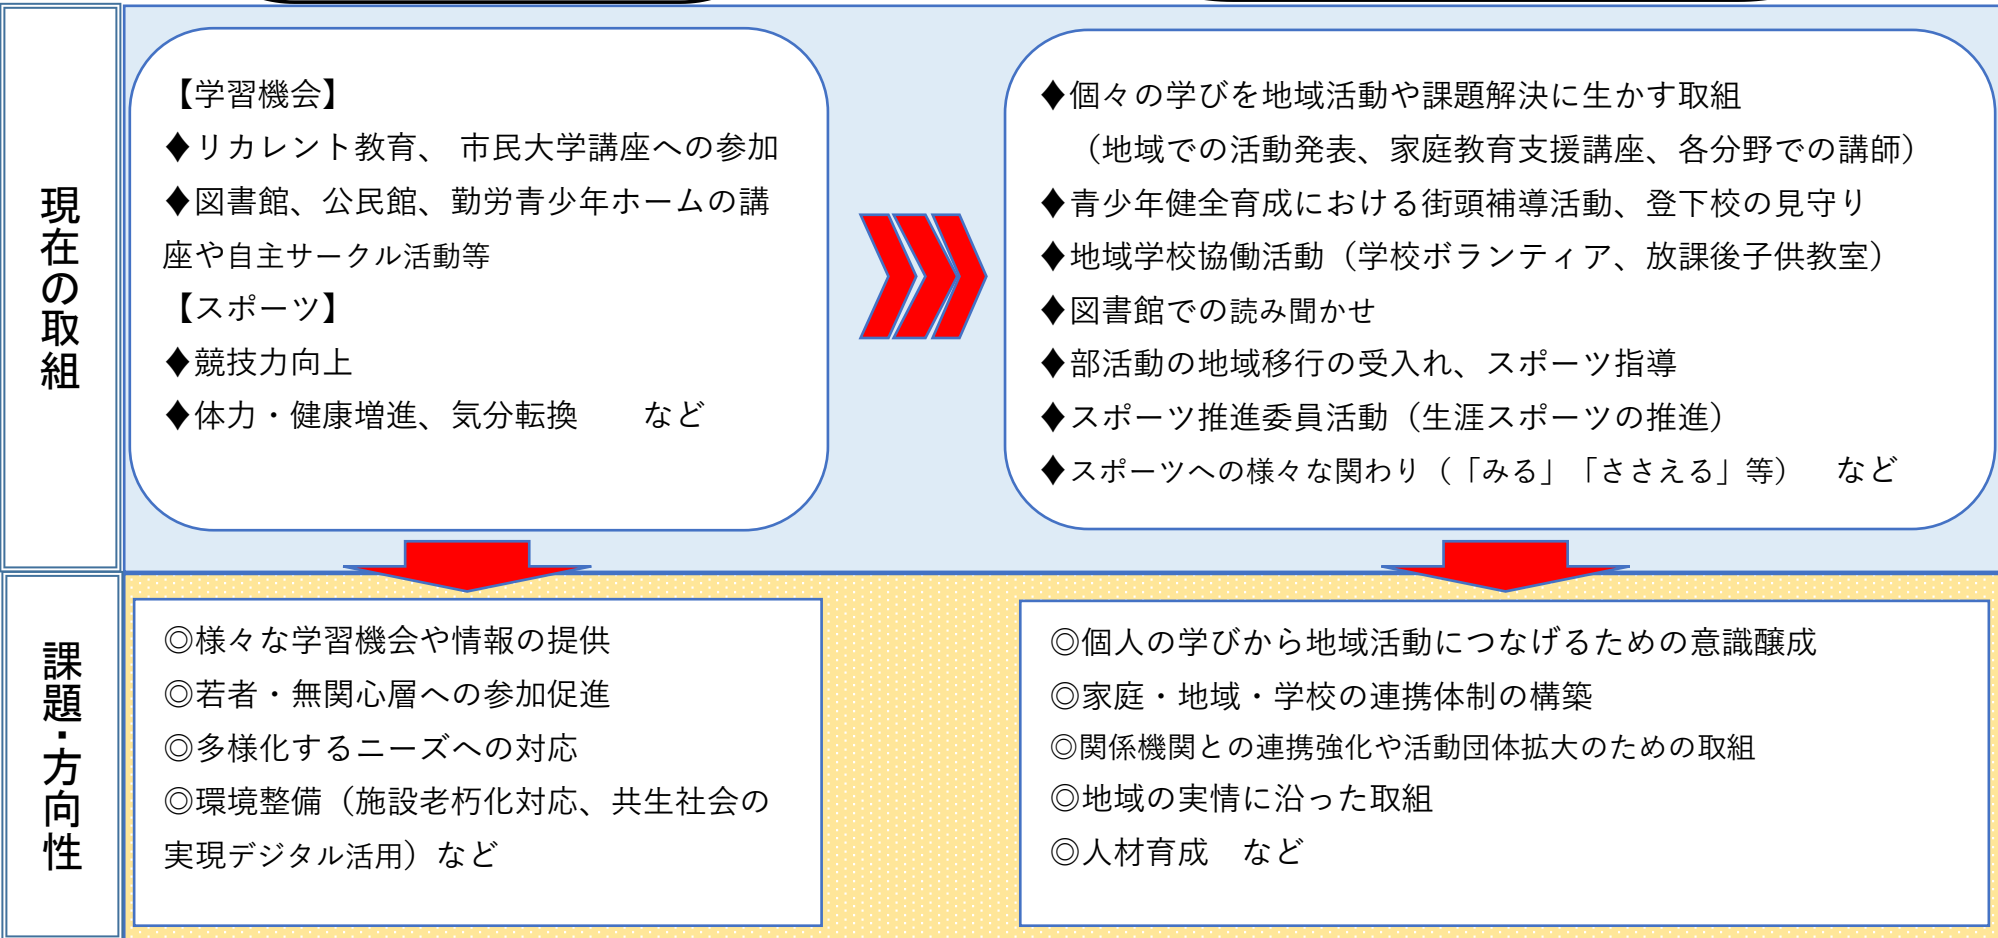 現在の取組
【学習機会】
♦リカレント教育、 市民大学講座への参加
♦図書館、公民館、勤労青少年ホームの講
座や自主サークル活動等
【スポーツ】
♦競技力向上
♦体力・健康増進、気分転換　　など
♦個々の学びを地域活動や課題解決に生かす取組
（地域での活動発表、家庭教育支援講座、各分野での講師）
♦青少年健全育成における街頭補導活動、登下校の見守り
♦地域学校協働活動（学校ボランティア、放課後子供教室）
♦図書館での読み聞かせ
♦部活動の地域移行の受入れ、スポーツ指導
♦スポーツ推進委員活動（生涯スポーツの推進）
♦スポーツへの様々な関わり（「みる」「ささえる」等）　など
課題・方向性
◎様々な学習機会や情報の提供
◎若者・無関心層への参加促進
◎多様化するニーズへの対応
◎環境整備（施設老朽化対応、共生社会の
実現デジタル活用）など
◎個人の学びから地域活動につなげるための意識醸成
◎家庭・地域・学校の連携体制の構築
◎関係機関との連携強化や活動団体拡大のための取組
◎地域の実情に沿った取組
◎人材育成　など